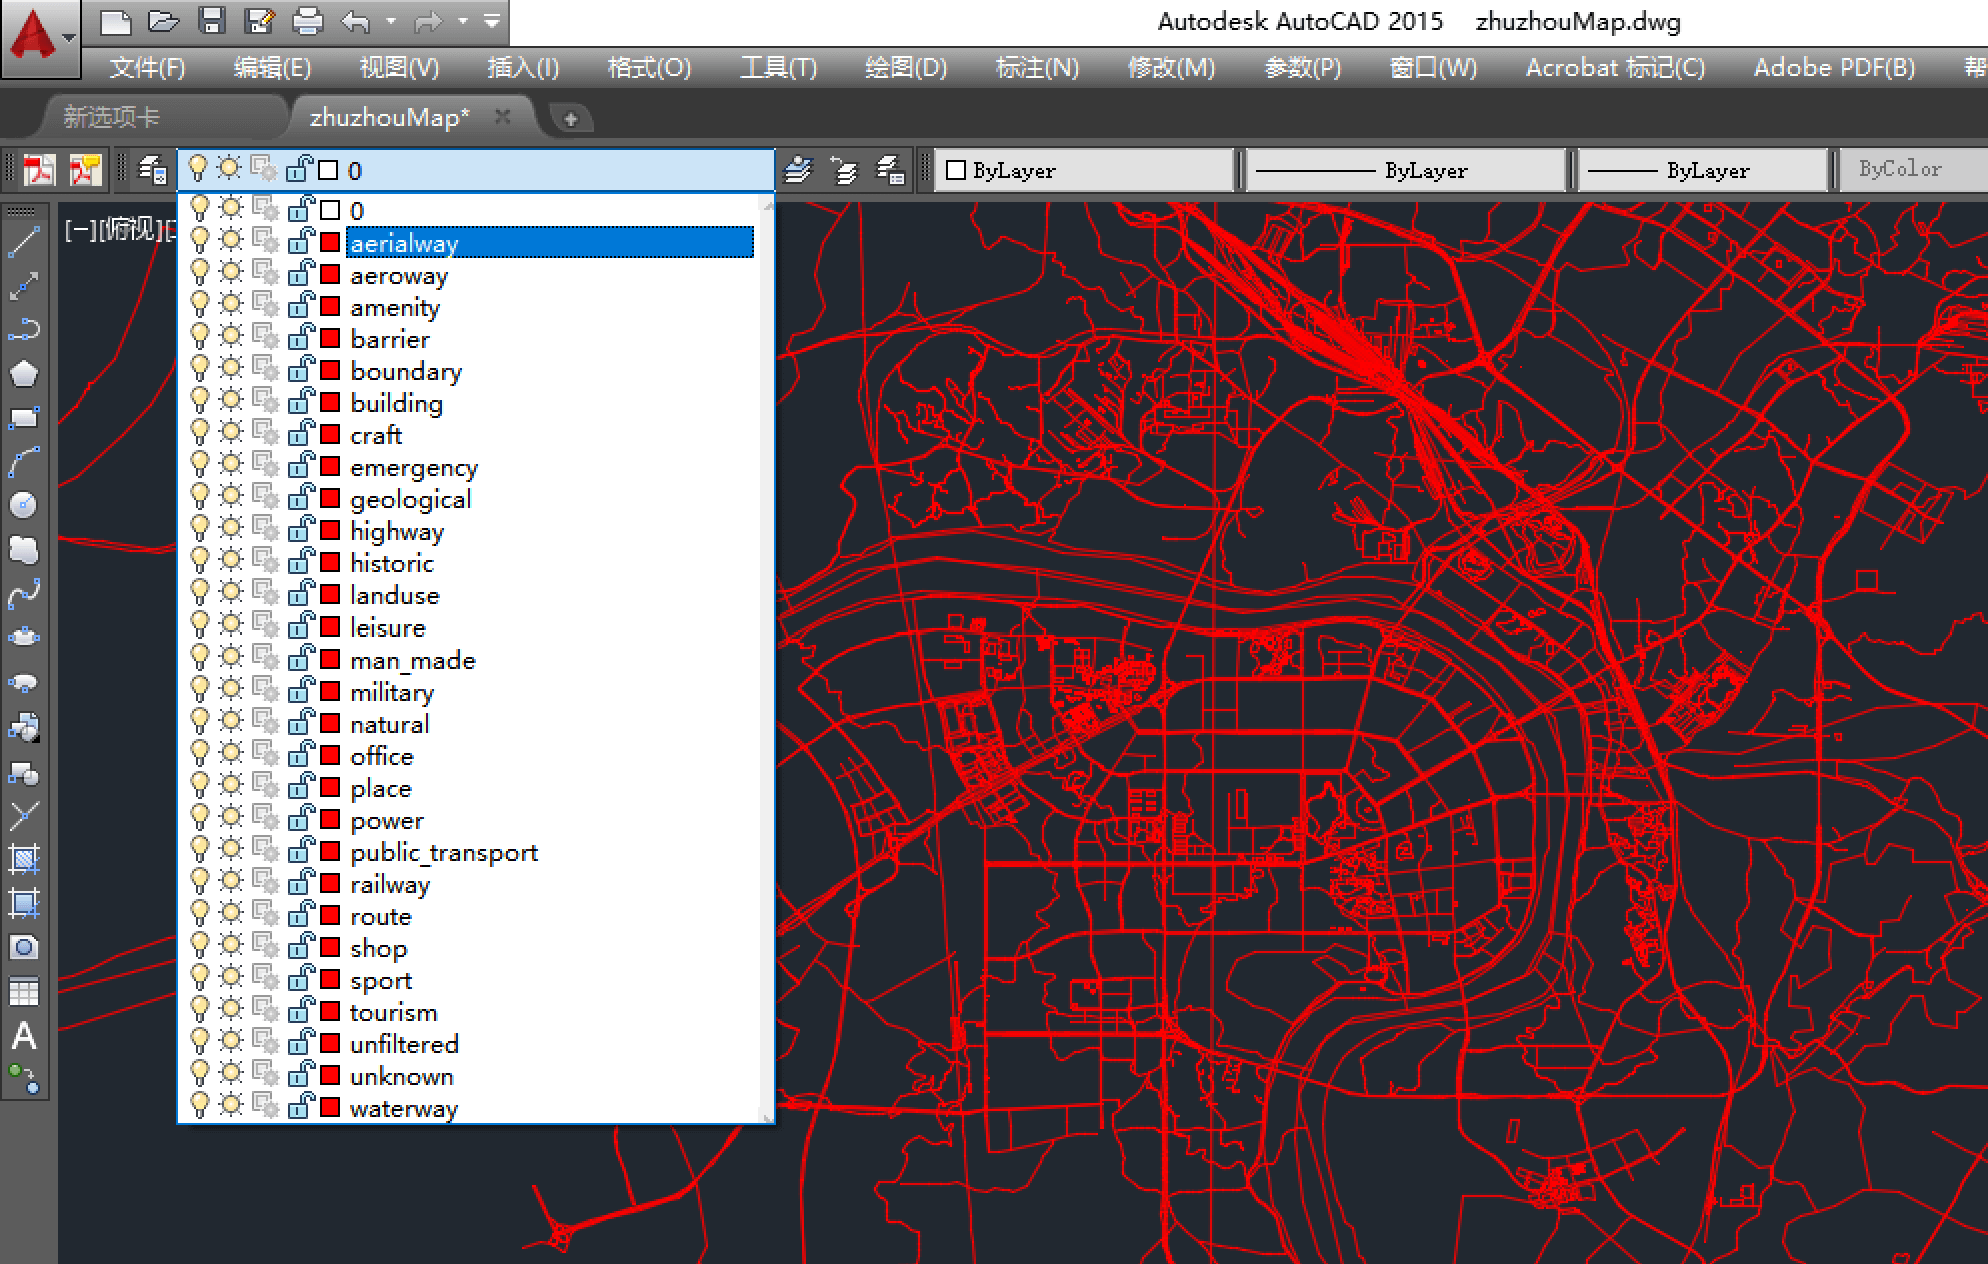 Autodesk AutoCAD 2015 zhuzhouMap.dwg
文件(F) 编辑(E) 视图(V) 插入(I) 格式(O) 工具(T) 绘图(D) 标注(N) 修改(M) 参数(P) 窗口(W) Acrobat 标记(C) Adobe PDF(B) 帮
新选项卡 zhuzhouMap*
0 ByLayer ByLayer ByLayer ByColor
[−][俯视][
0
aerialway
aeroway
amenity
barrier
boundary
building
craft
emergency
geological
highway
historic
landuse
leisure
man_made
military
natural
office
place
power
public_transport
railway
route
shop
sport
tourism
unfiltered
unknown
waterway
A